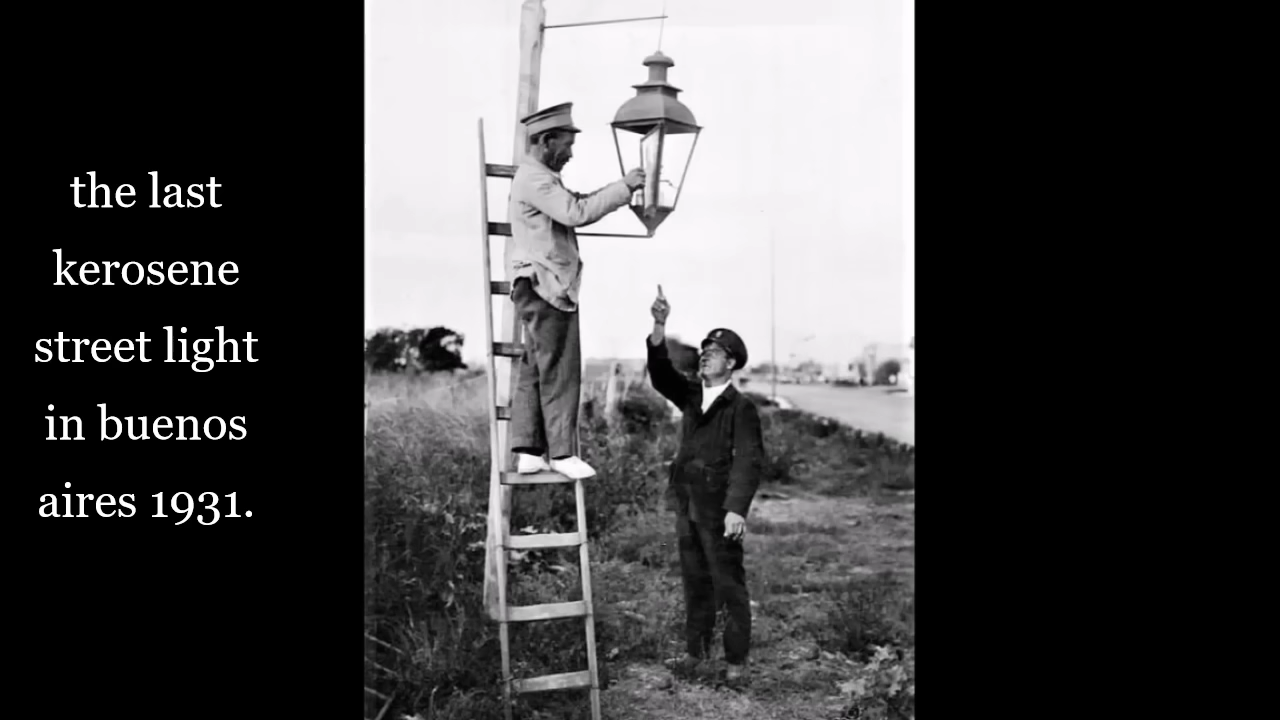 the last
kerosene
street light
in buenos
aires 1931.